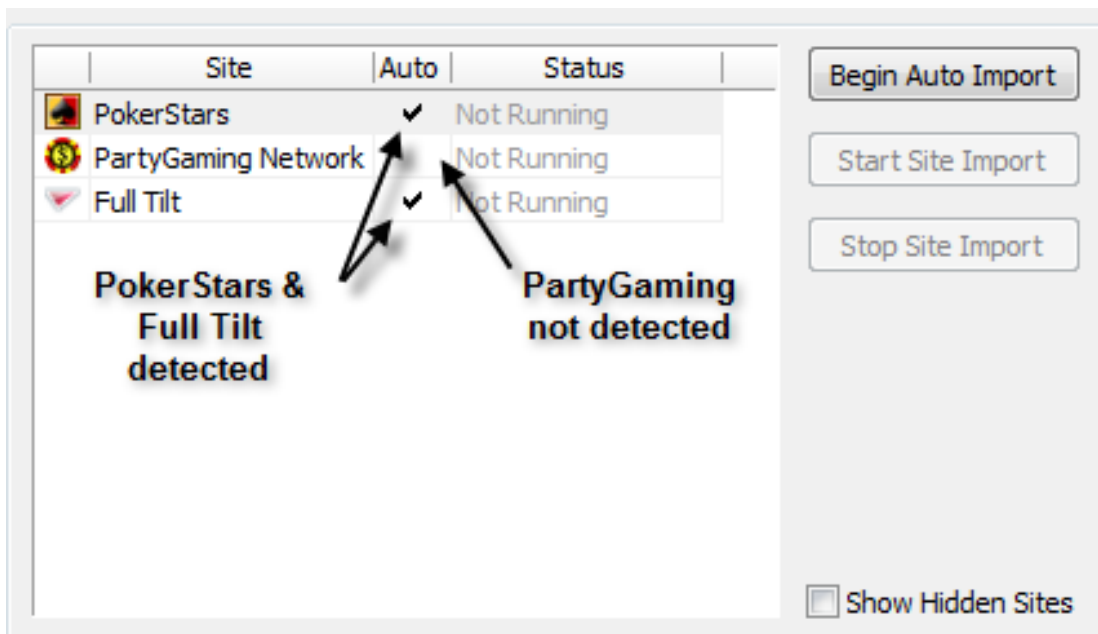 Site Auto Status
PokerStars ✔ Not Running
PartyGaming Network Not Running
Full Tilt ✔ Not Running
PokerStars &
Full Tilt
detected
PartyGaming
not detected
Begin Auto Import
Start Site Import
Stop Site Import
Show Hidden Sites